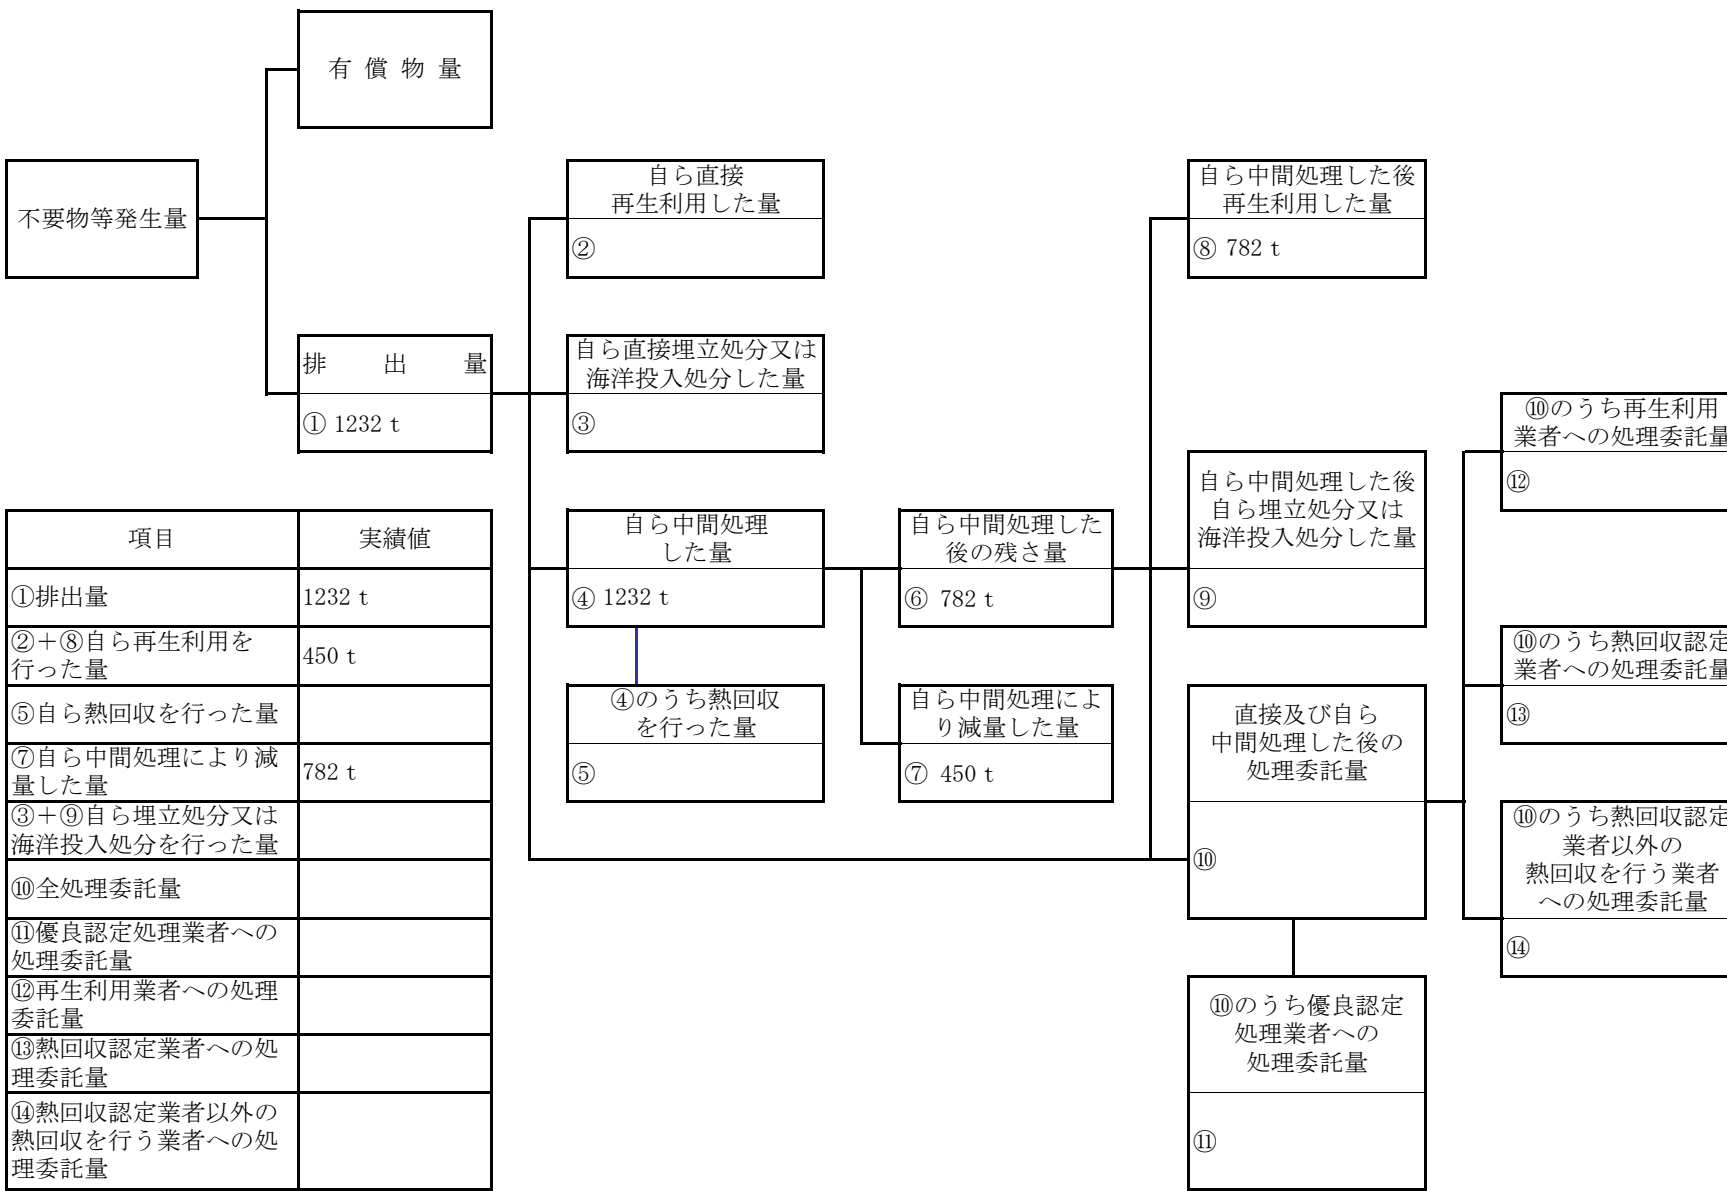 有償物量
不要物等発生量
自ら直接
再生利用した量
②
自ら中間処理した後
再生利用した量
⑧ 782 t
排出量
① 1232 t
自ら直接埋立処分又は
海洋投入処分した量
③
⑩のうち再生利用
業者への処理委託量
⑫
自ら中間処理した後
自ら埋立処分又は
海洋投入処分した量
⑨
自ら中間処理
した量
④ 1232 t
自ら中間処理した
後の残さ量
⑥ 782 t
⑩のうち熱回収認定
業者への処理委託量
⑬
④のうち熱回収
を行った量
⑤
自ら中間処理によ
り減量した量
⑦ 450 t
直接及び自ら
中間処理した後の
処理委託量
⑩
⑩のうち熱回収認定
業者以外の
熱回収を行う業者
への処理委託量
⑭
⑩のうち優良認定
処理業者への
処理委託量
⑪
項目 実績値
①排出量 1232 t
②+⑧自ら再生利用を
行った量 450 t
⑤自ら熱回収を行った量
⑦自ら中間処理により減
量した量 782 t
③+⑨自ら埋立処分又は
海洋投入処分を行った量
⑩全処理委託量
⑪優良認定処理業者への
処理委託量
⑫再生利用業者への処理
委託量
⑬熱回収認定業者への処
理委託量
⑭熱回収認定業者以外の
熱回収を行う業者への処
理委託量